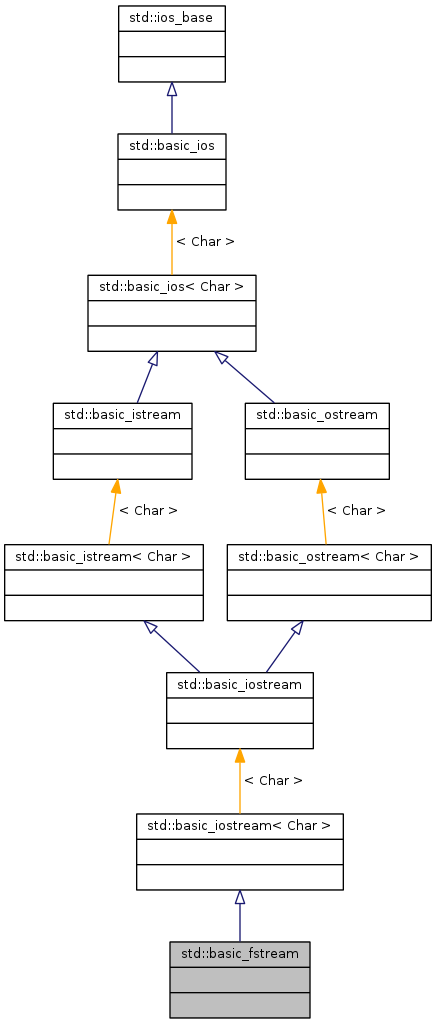 std::ios_base
std::basic_ios
< Char >
std::basic_ios< Char >
std::basic_istream
std::basic_ostream
< Char >
< Char >
std::basic_istream< Char >
std::basic_ostream< Char >
std::basic_iostream
< Char >
std::basic_iostream< Char >
std::basic_fstream